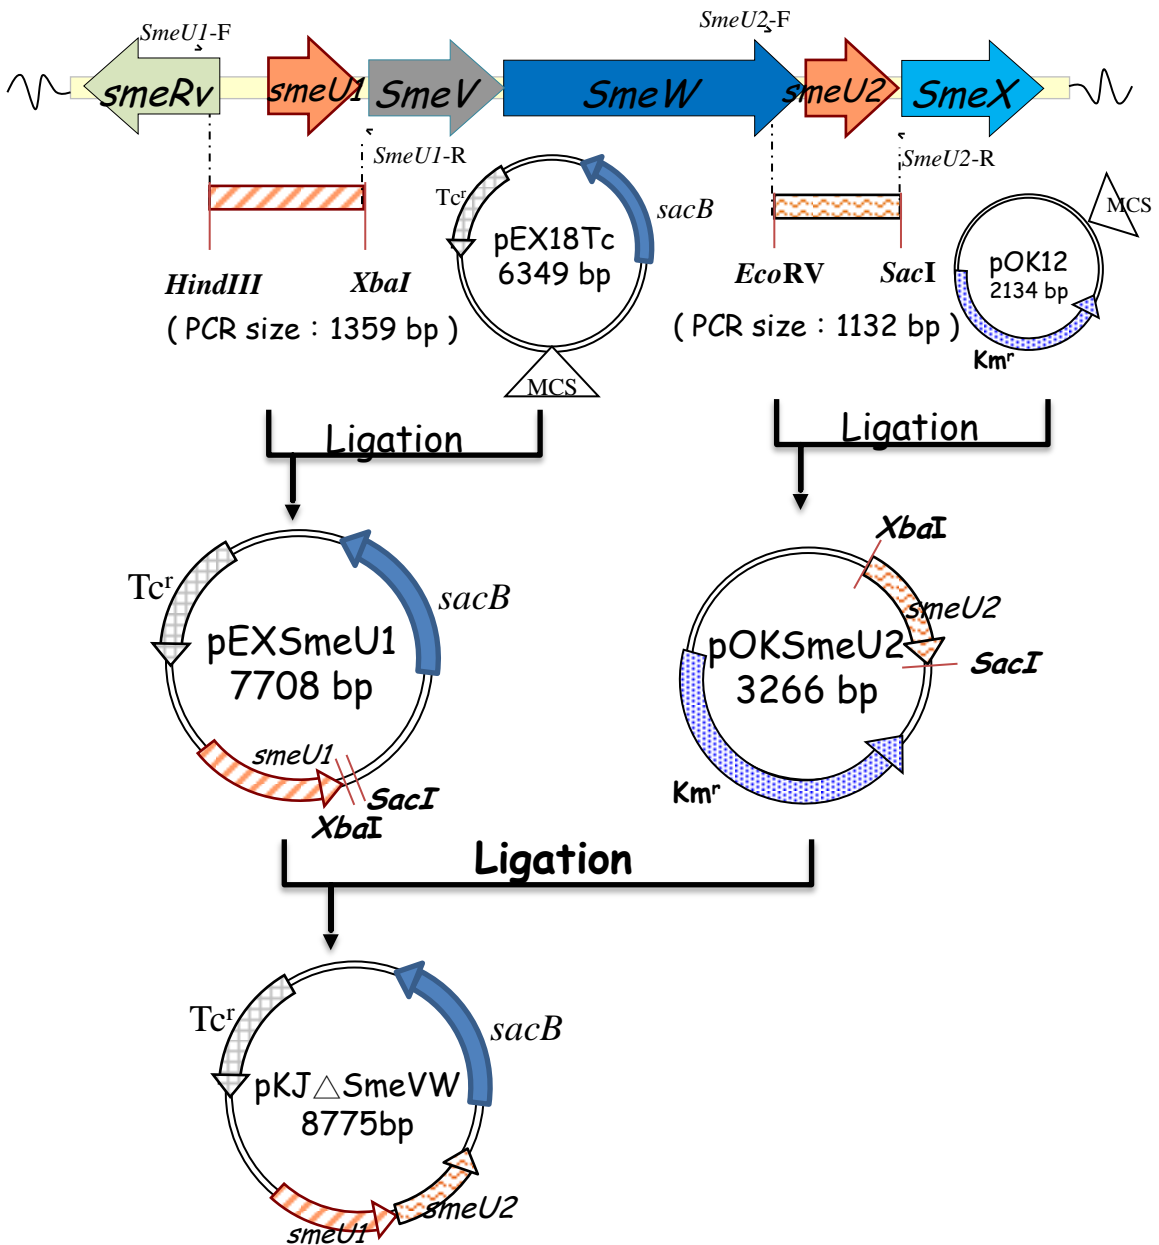 SmeU1-F
SmeU2-F
smeRv
smeU1
SmeV
SmeW
smeU2
SmeX
SmeU1-R
SmeU2-R
Tcʳ
sacB
MCS
pEX18Tc
6349 bp
pOK12
2134 bp
HindIII
XbaI
EcoRV
SacI
( PCR size : 1359 bp )
( PCR size : 1132 bp )
Kmʳ
MCS
Ligation
Ligation
XbaI
Tcʳ
sacB
smeU2
pEXSmeU1
7708 bp
pOKSmeU2
3266 bp
SacI
smeU1
SacI
XbaI
Kmʳ
Ligation
Tcʳ
sacB
pKJ△SmeVW
8775bp
smeU2
smeU1